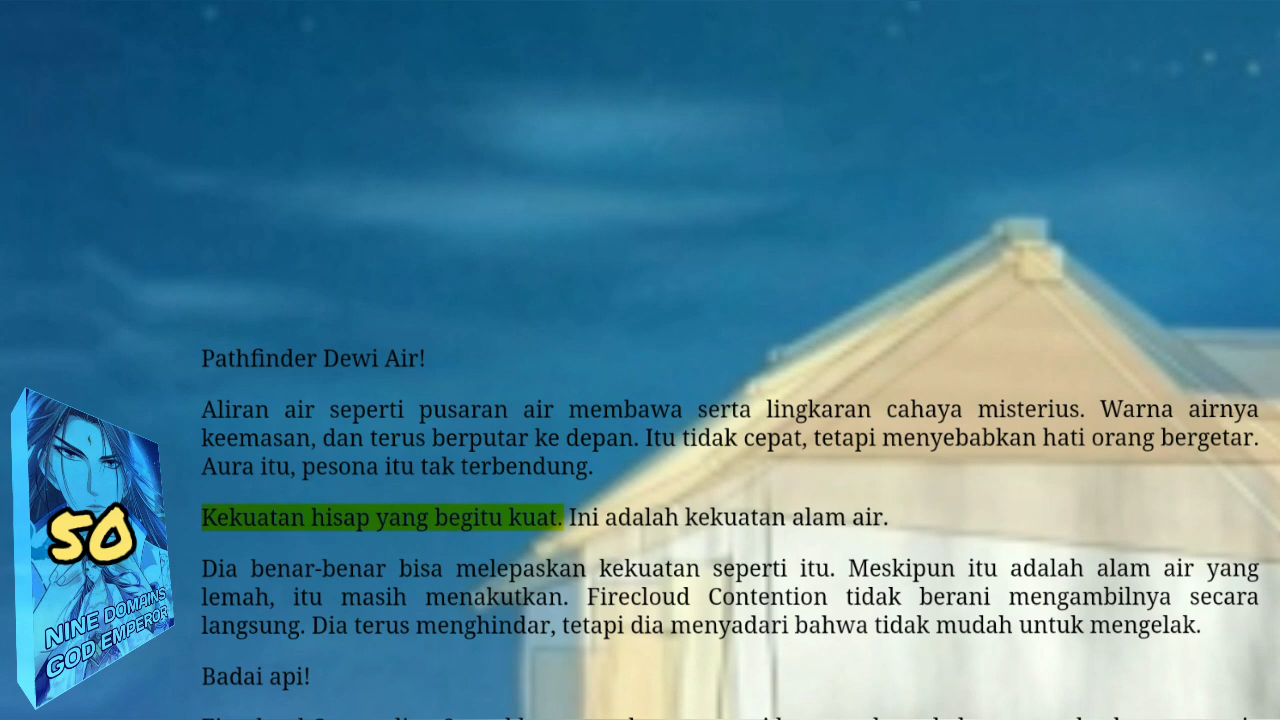 Pathfinder Dewi Air!
Aliran air seperti pusaran air membawa serta lingkaran cahaya misterius. Warna airnya
keemasan, dan terus berputar ke depan. Itu tidak cepat, tetapi menyebabkan hati orang bergetar.
Aura itu, pesona itu tak terbendung.
Kekuatan hisap yang begitu kuat. Ini adalah kekuatan alam air.
Dia benar-benar bisa melepaskan kekuatan seperti itu. Meskipun itu adalah alam air yang
lemah, itu masih menakutkan. Firecloud Contention tidak berani mengambilnya secara
langsung. Dia terus menghindar, tetapi dia menyadari bahwa tidak mudah untuk mengelak.
Badai api!
50
NINE DOMAINS
GOD EMPEROR